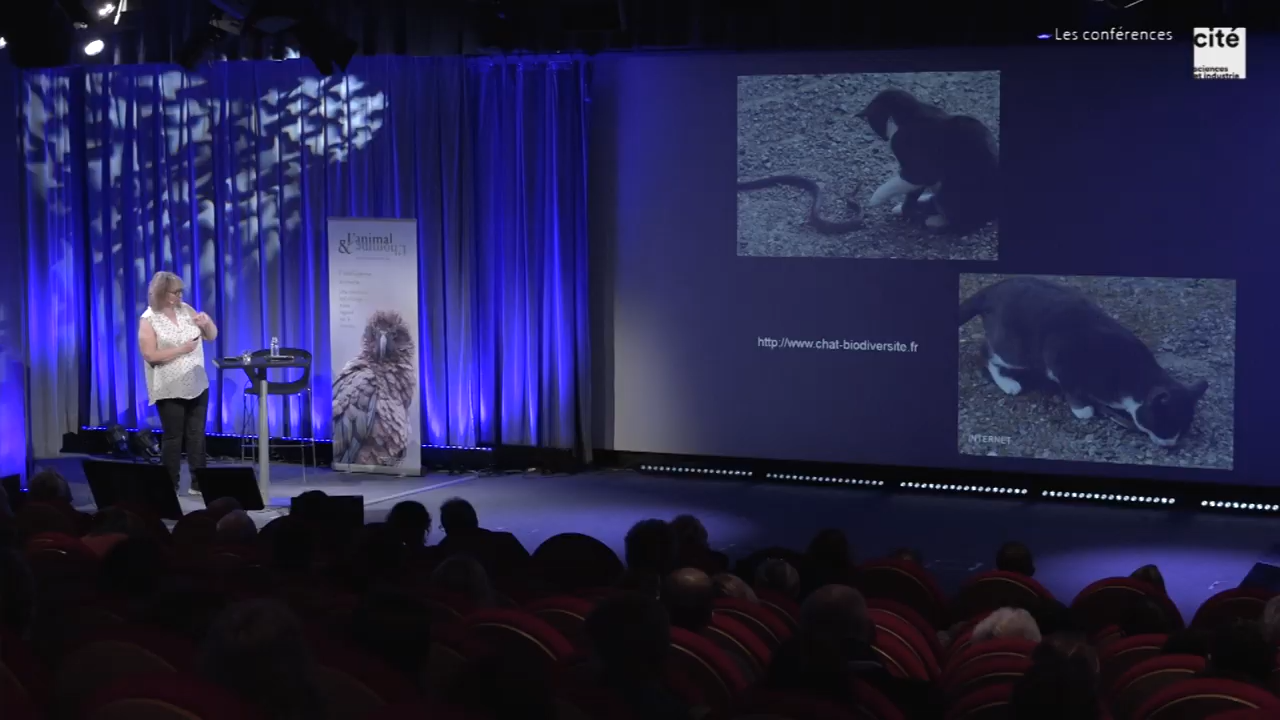 Les conférences
cité
sciences
et industrie
L'animal
&
L'homme
http://www.chat-biodiversite.fr
INTERNET